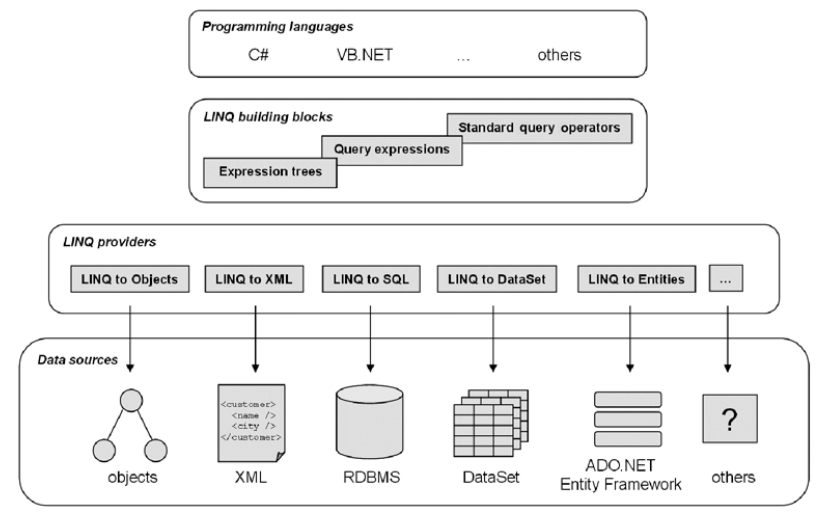 Programming languages
C# VB.NET ... others
LINQ building blocks
Standard query operators
Query expressions
Expression trees
LINQ providers
LINQ to Objects LINQ to XML LINQ to SQL LINQ to DataSet LINQ to Entities ...
Data sources
<customer>
<name />
<city />
</customer>
?
objects XML RDBMS DataSet ADO.NET others
Entity Framework